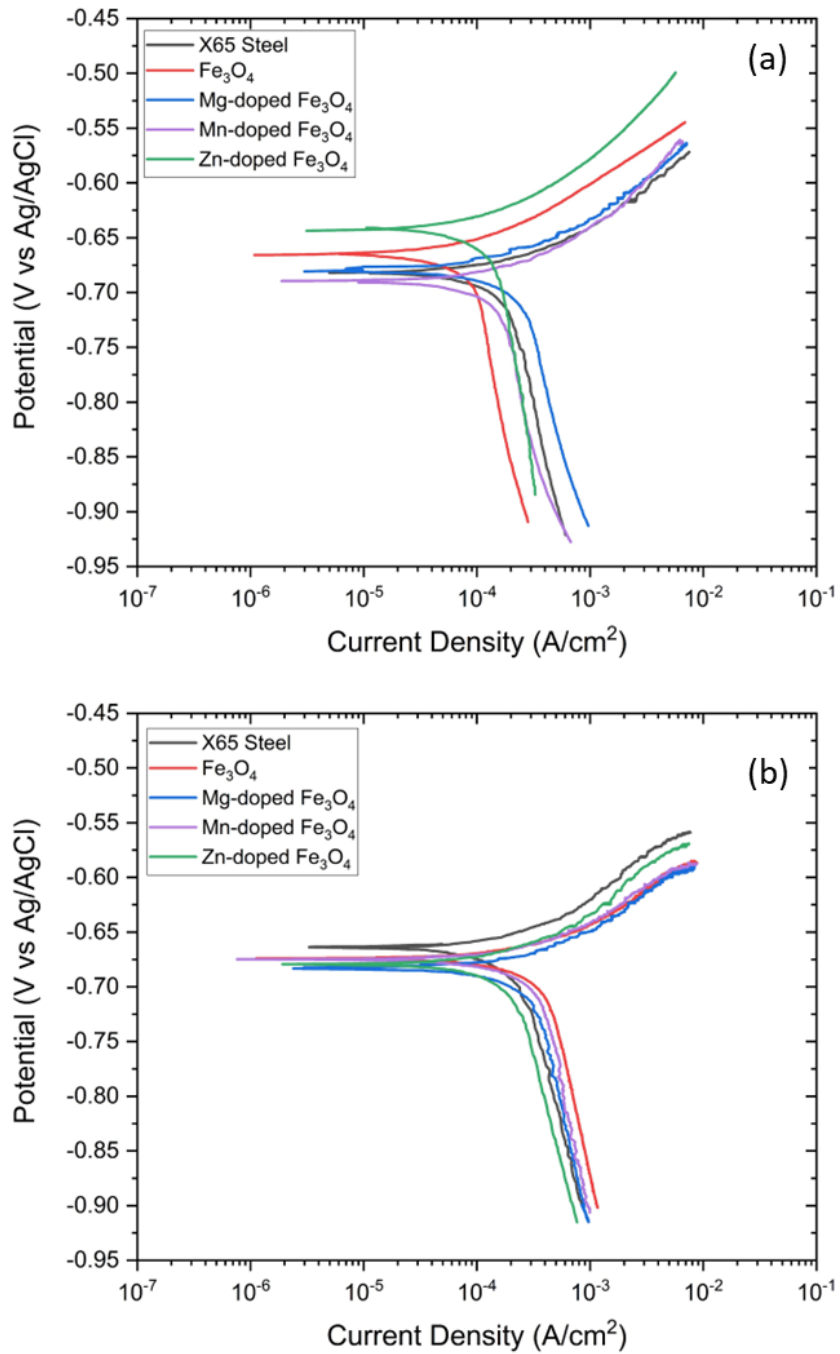 (a)
X65 Steel
Fe₃O₄
Mg-doped Fe₃O₄
Mn-doped Fe₃O₄
Zn-doped Fe₃O₄
-0.45
-0.50
-0.55
-0.60
-0.65
-0.70
-0.75
-0.80
-0.85
-0.90
-0.95
Potential (V vs Ag/AgCl)
10⁻⁷ 10⁻⁶ 10⁻⁵ 10⁻⁴ 10⁻³ 10⁻² 10⁻¹
Current Density (A/cm²)
(b)
X65 Steel
Fe₃O₄
Mg-doped Fe₃O₄
Mn-doped Fe₃O₄
Zn-doped Fe₃O₄
-0.45
-0.50
-0.55
-0.60
-0.65
-0.70
-0.75
-0.80
-0.85
-0.90
-0.95
Potential (V vs Ag/AgCl)
10⁻⁷ 10⁻⁶ 10⁻⁵ 10⁻⁴ 10⁻³ 10⁻² 10⁻¹
Current Density (A/cm²)